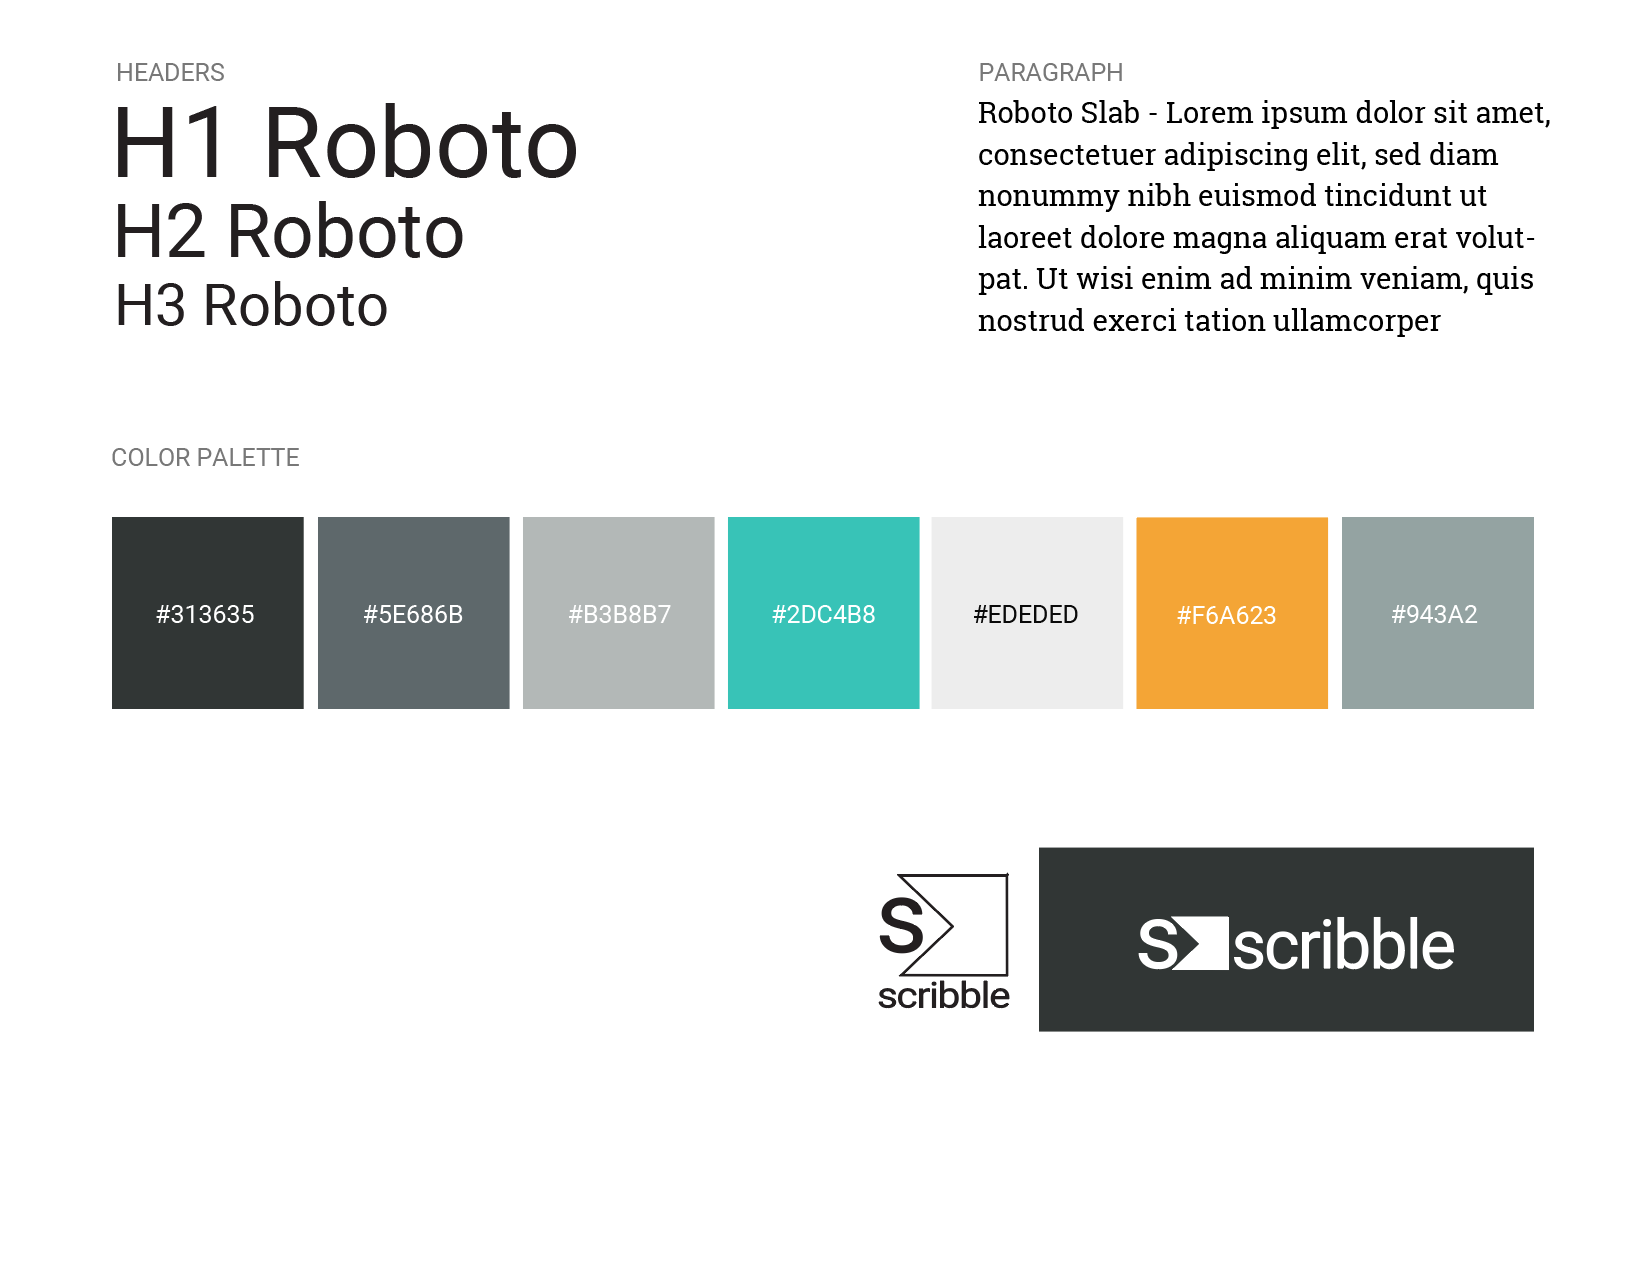 HEADERS
H1 Roboto
H2 Roboto
H3 Roboto
PARAGRAPH
Roboto Slab - Lorem ipsum dolor sit amet,
consectetuer adipiscing elit, sed diam
nonummy nibh euismod tincidunt ut
laoreet dolore magna aliquam erat volut-
pat. Ut wisi enim ad minim veniam, quis
nostrud exerci tation ullamcorper
COLOR PALETTE
#313635
#5E686B
#B3B8B7
#2DC4B8
#EDEDED
#F6A623
#943A2
S
scribble
S scribble